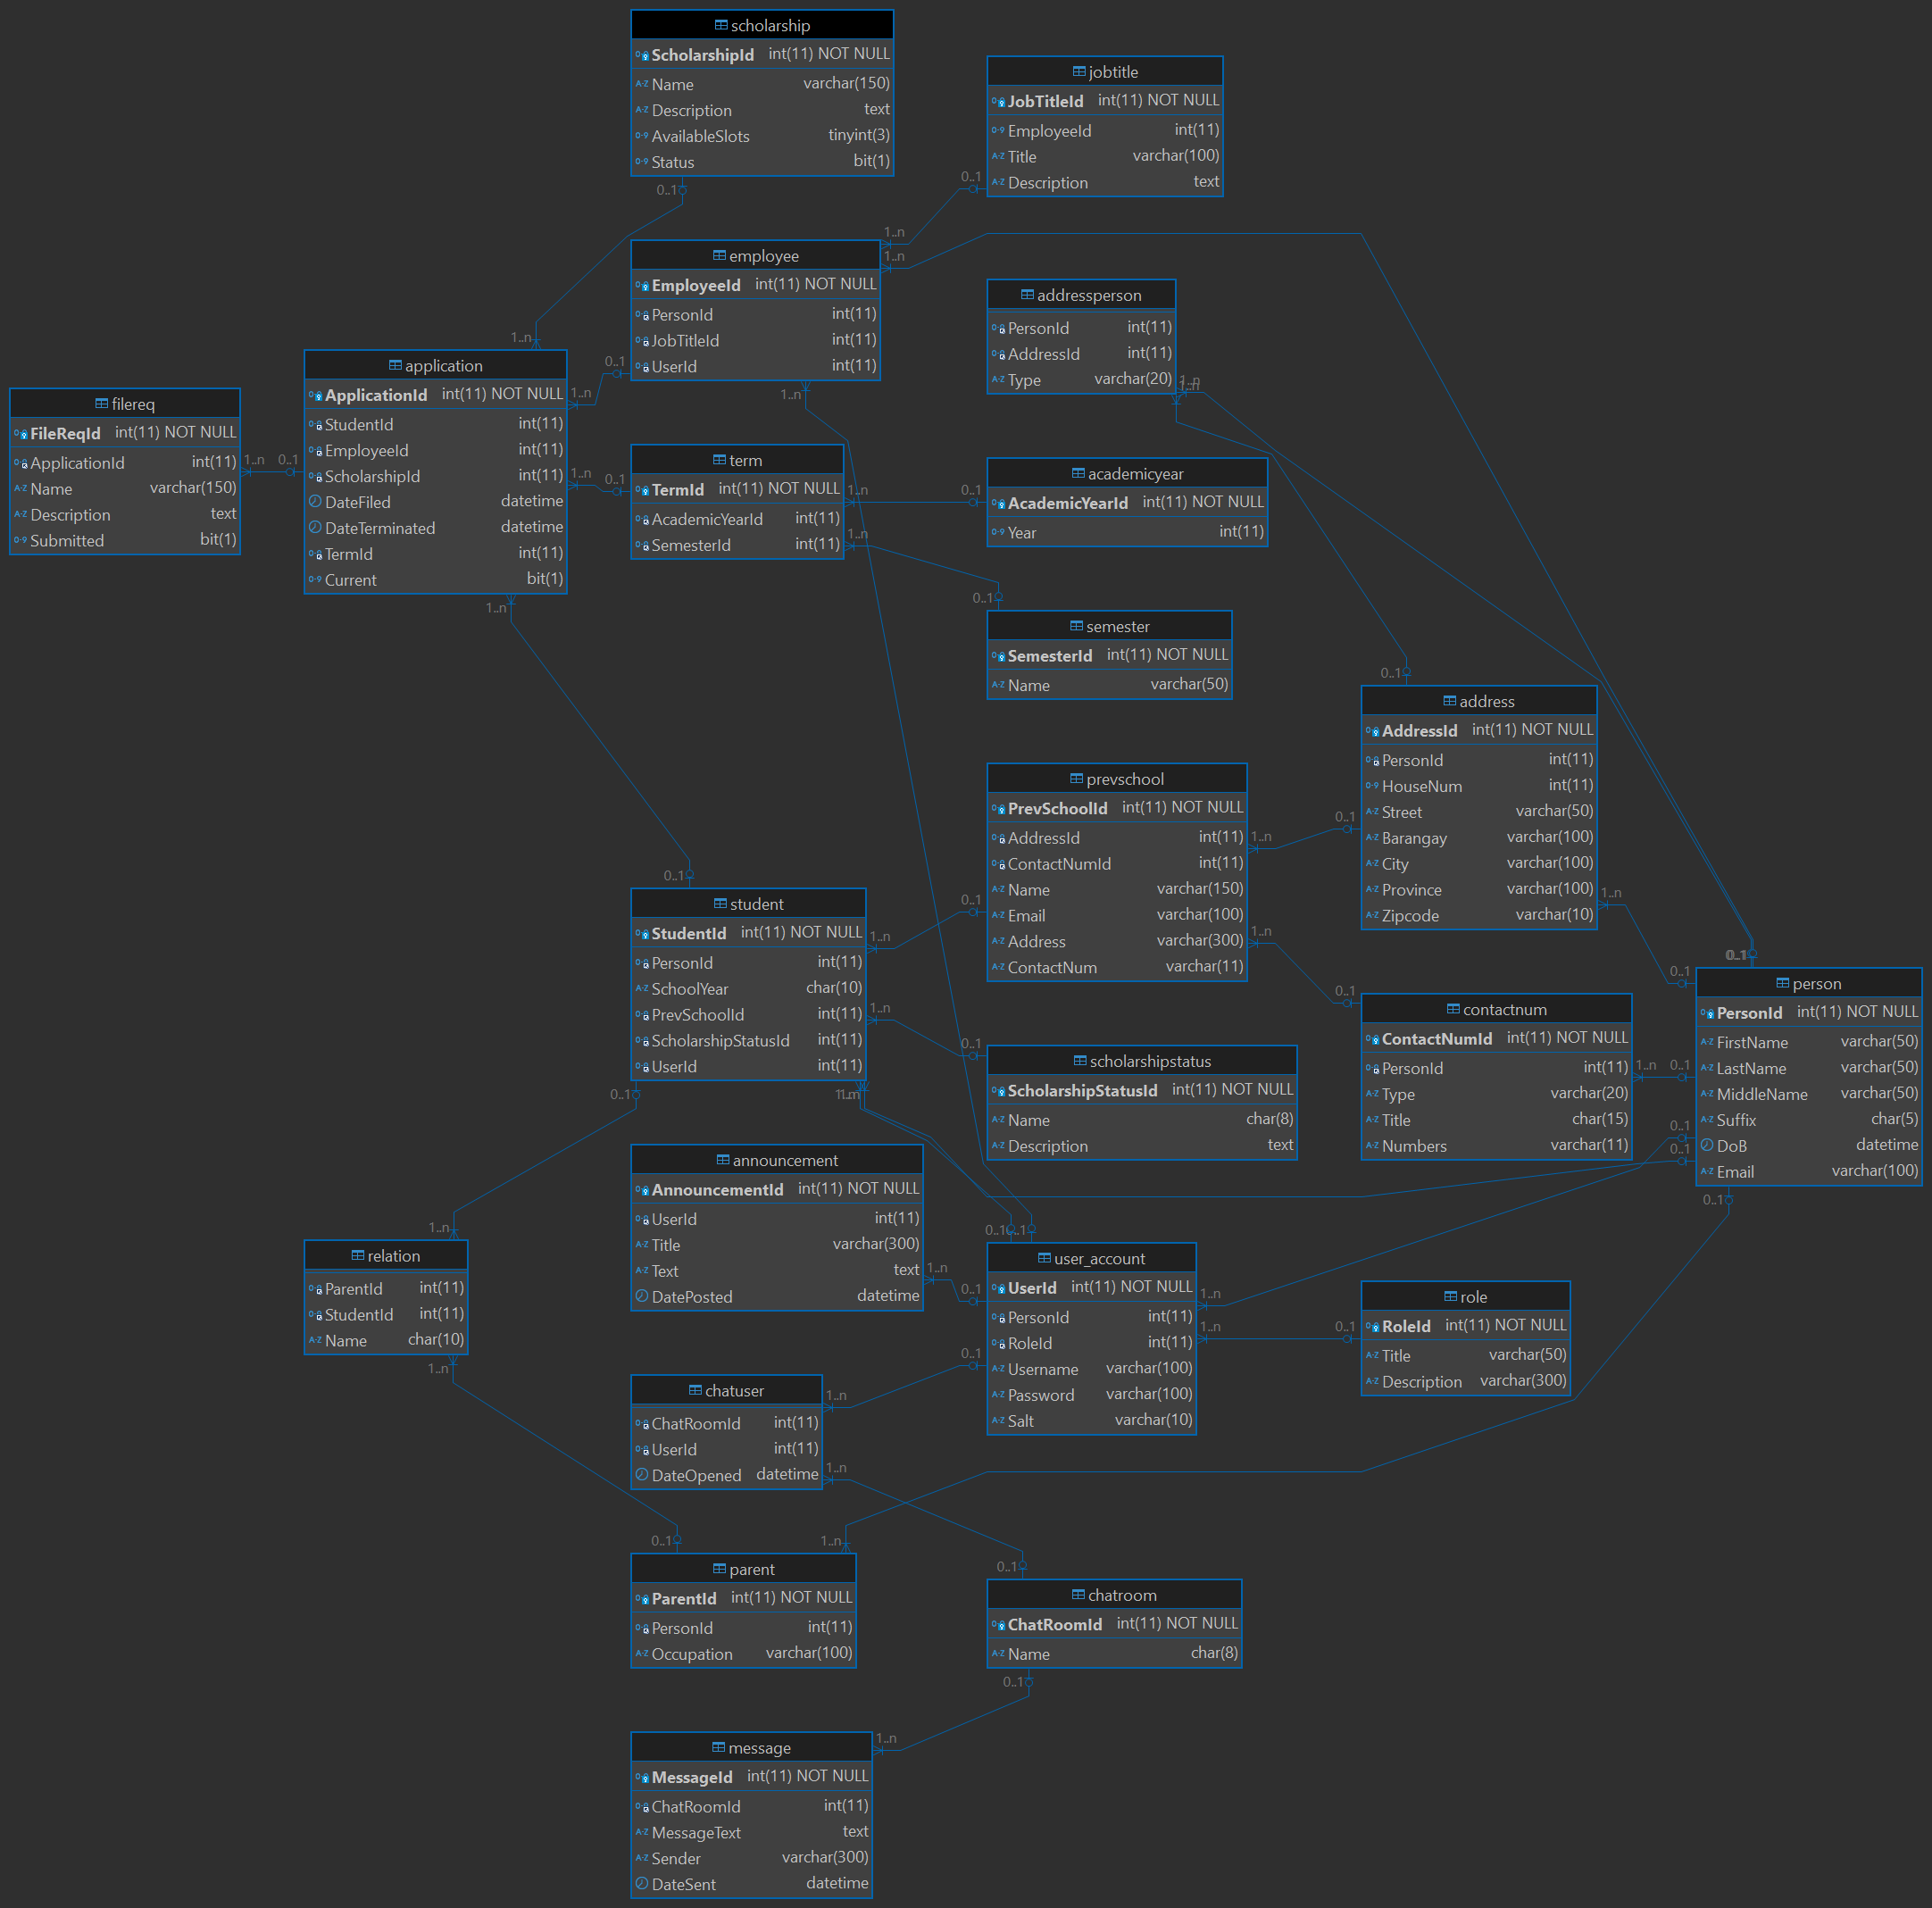 scholarship
ScholarshipId int(11) NOT NULL
Name varchar(150)
Description text
AvailableSlots tinyint(3)
Status bit(1)
0..1
jobtitle
JobTitleId int(11) NOT NULL
EmployeeId int(11)
Title varchar(100)
Description text
0..1
1..n
1..n
employee
EmployeeId int(11) NOT NULL
PersonId int(11)
JobTitleId int(11)
UserId int(11)
1..n
addressperson
PersonId int(11)
AddressId int(11)
Type varchar(20)
1..n
1..n
1..n
application
ApplicationId int(11) NOT NULL
StudentId int(11)
EmployeeId int(11)
ScholarshipId int(11)
DateFiled datetime
DateTerminated datetime
TermId int(11)
Current bit(1)
1..n
0..1
1..n
0..1
1..n
filereq
FileReqId int(11) NOT NULL
ApplicationId int(11)
Name varchar(150)
Description text
Submitted bit(1)
1..n
0..1
term
TermId int(11) NOT NULL
AcademicYearId int(11)
SemesterId int(11)
1..n
0..1
1..n
0..1
academicyear
AcademicYearId int(11) NOT NULL
Year int(11)
semester
SemesterId int(11) NOT NULL
Name varchar(50)
0..1
address
AddressId int(11) NOT NULL
PersonId int(11)
HouseNum int(11)
Street varchar(50)
Barangay varchar(100)
City varchar(100)
Province varchar(100)
Zipcode varchar(10)
1..n
0..1
prevschool
PrevSchoolId int(11) NOT NULL
AddressId int(11)
ContactNumId int(11)
Name varchar(150)
Email varchar(100)
Address varchar(300)
ContactNum varchar(11)
1..n
0..1
1..n
0..1
0..1
student
StudentId int(11) NOT NULL
PersonId int(11)
SchoolYear char(10)
PrevSchoolId int(11)
ScholarshipStatusId int(11)
UserId int(11)
1..n
0..1
1..n
0..1
0..1
scholarshipstatus
ScholarshipStatusId int(11) NOT NULL
Name char(8)
Description text
contactnum
ContactNumId int(11) NOT NULL
PersonId int(11)
Type varchar(20)
Title char(15)
Numbers varchar(11)
1..n
0..1
person
PersonId int(11) NOT NULL
FirstName varchar(50)
LastName varchar(50)
MiddleName varchar(50)
Suffix char(5)
DoB datetime
Email varchar(100)
0..1
0..1
0..1
0..1
announcement
AnnouncementId int(11) NOT NULL
UserId int(11)
Title varchar(300)
Text text
DatePosted datetime
1..n
0..1
1..n
relation
ParentId int(11)
StudentId int(11)
Name char(10)
1..n
user_account
UserId int(11) NOT NULL
PersonId int(11)
RoleId int(11)
Username varchar(100)
Password varchar(100)
Salt varchar(10)
1..n
1..n
0..1
0..1
role
RoleId int(11) NOT NULL
Title varchar(50)
Description varchar(300)
chatuser
ChatRoomId int(11)
UserId int(11)
DateOpened datetime
1..n
1..n
0..1
1..n
parent
ParentId int(11) NOT NULL
PersonId int(11)
Occupation varchar(100)
0..1
chatroom
ChatRoomId int(11) NOT NULL
Name char(8)
0..1
1..n
message
MessageId int(11) NOT NULL
ChatRoomId int(11)
MessageText text
Sender varchar(300)
DateSent datetime